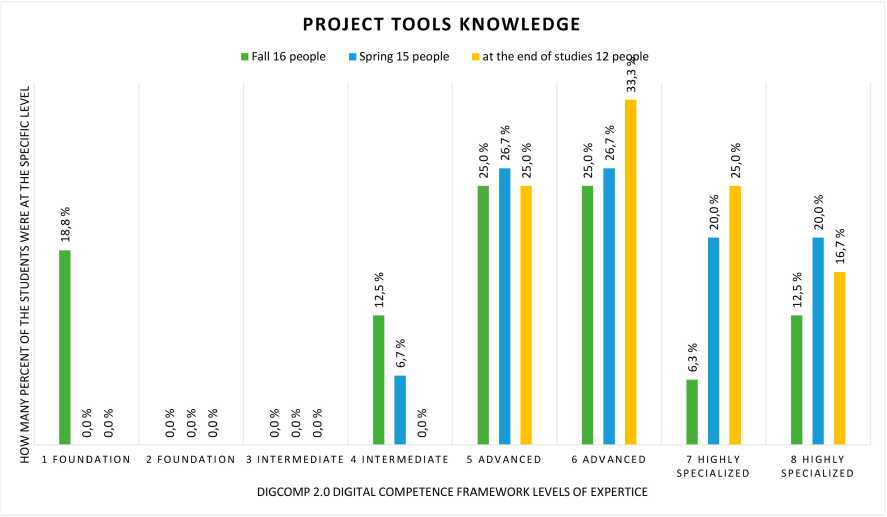 PROJECT TOOLS KNOWLEDGE
Fall 16 people Spring 15 people at the end of studies 12 people
HOW MANY PERCENT OF THE STUDENTS WERE AT THE SPECIFIC LEVEL
18,8 %
0,0 %
0,0 %
0,0 %
0,0 %
0,0 %
0,0 %
0,0 %
0,0 %
12,5 %
6,7 %
0,0 %
25,0 %
26,7 %
25,0 %
25,0 %
26,7 %
33,3 %
6,3 %
20,0 %
25,0 %
12,5 %
20,0 %
16,7 %
1 FOUNDATION
2 FOUNDATION
3 INTERMEDIATE
4 INTERMEDIATE
5 ADVANCED
6 ADVANCED
7 HIGHLY
SPECIALIZED
8 HIGHLY
SPECIALIZED
DIGCOMP 2.0 DIGITAL COMPETENCE FRAMEWORK LEVELS OF EXPERTICE